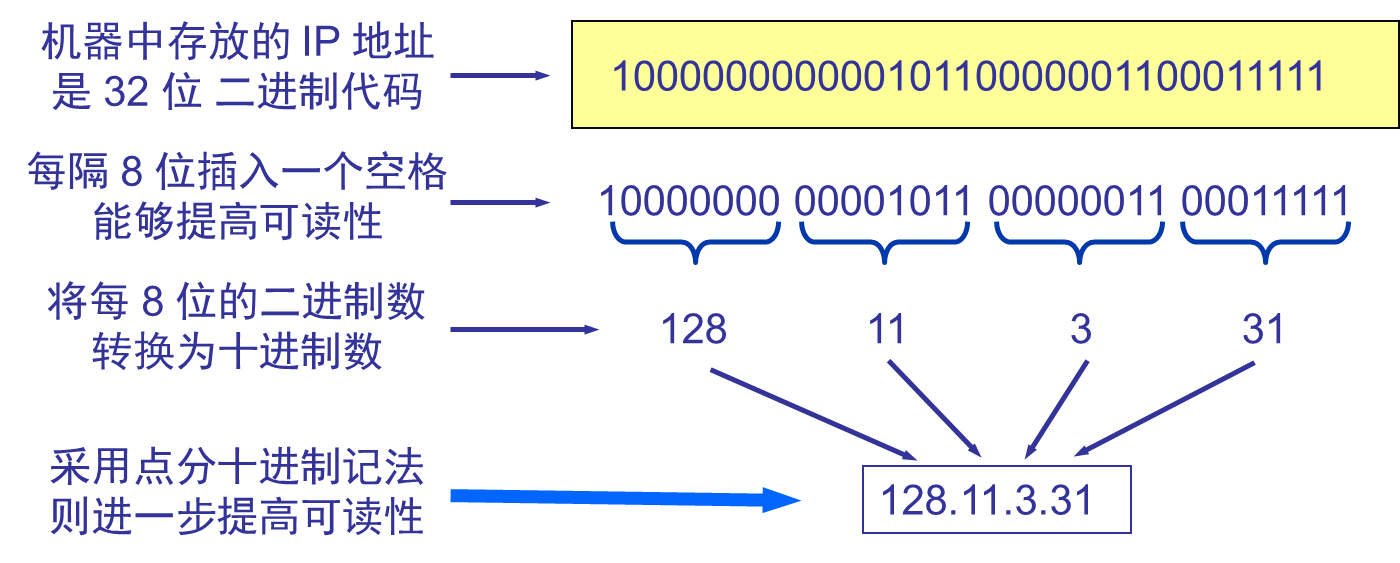 机器中存放的 IP 地址
是 32 位 二进制代码
10000000000010110000001100011111
每隔 8 位插入一个空格
能够提高可读性
10000000 00001011 00000011 00011111
将每 8 位的二进制数
转换为十进制数
128 11 3 31
采用点分十进制记法
则进一步提高可读性
128.11.3.31